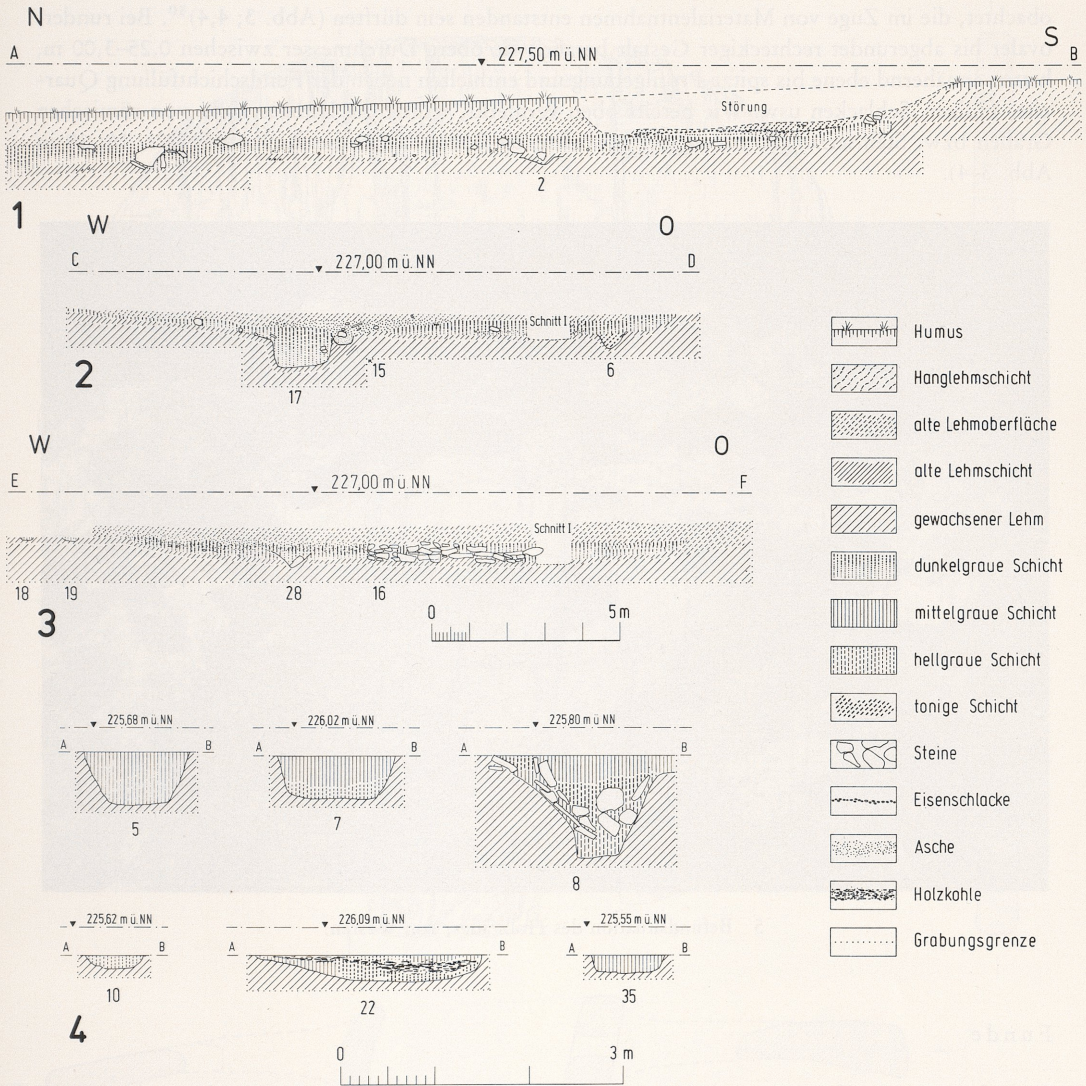 N
S
A 227,50 m ü. NN B
Störung
2
1
W O
C 227,00 m ü. NN D
Schnitt I
15 6
2
17
W O
E 227,00 m ü. NN F
Schnitt I
18 19 28 16
3
0 5 m
Humus
Hanglehmschicht
alte Lehmoberfläche
alte Lehmschicht
gewachsener Lehm
dunkelgraue Schicht
mittelgraue Schicht
hellgraue Schicht
tonige Schicht
Steine
Eisenschlacke
Asche
Holzkohle
Grabungsgrenze
225,68 m ü. NN
A B
5
226,02 m ü. NN
A B
7
225,80 m ü. NN
A B
8
225,62 m ü. NN
A B
10
226,09 m ü. NN
A B
22
225,55 m ü. NN
A B
35
4
0 3 m